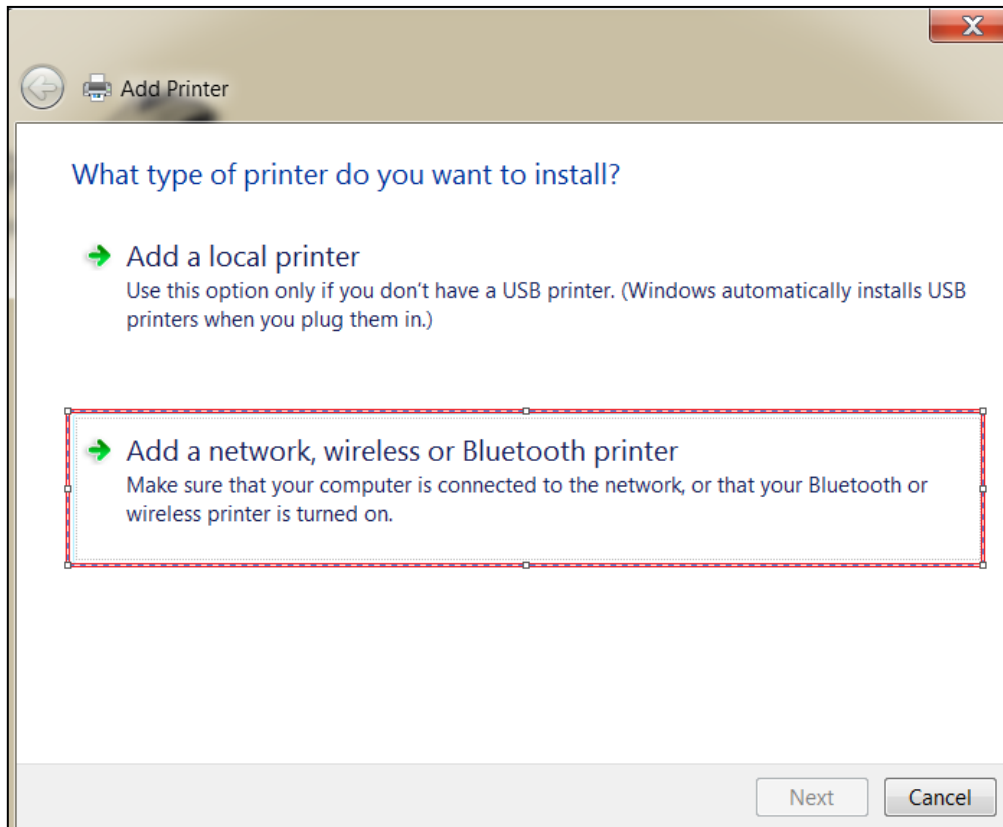 Add Printer
What type of printer do you want to install?
Add a local printer
Use this option only if you don't have a USB printer. (Windows automatically installs USB
printers when you plug them in.)
Add a network, wireless or Bluetooth printer
Make sure that your computer is connected to the network, or that your Bluetooth or
wireless printer is turned on.
Next
Cancel